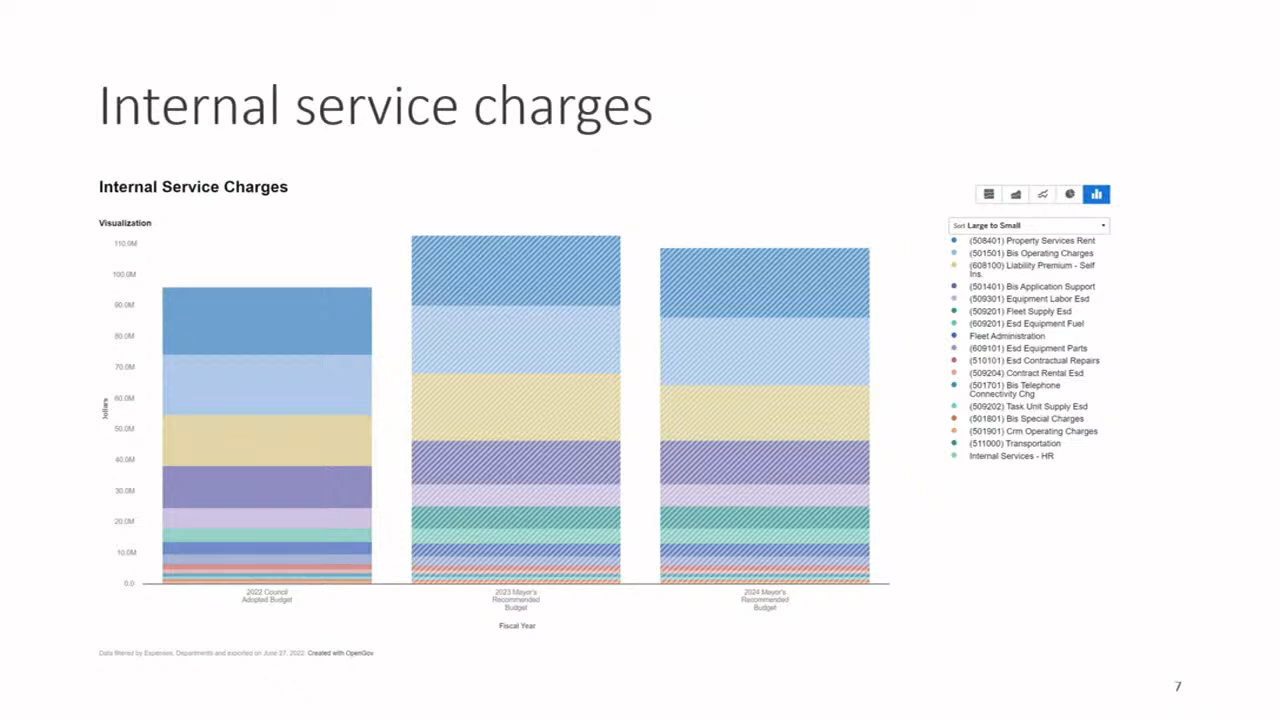 Internal service charges
Internal Service Charges
Visualization
110.0M
100.0M
90.0M
80.0M
70.0M
60.0M
50.0M
40.0M
30.0M
20.0M
10.0M
0.0
Dollars
2022 Council
Adopted Budget
2023 Mayor's
Recommended
Budget
2024 Mayor's
Recommended
Budget
Fiscal Year
Sort Large to Small
(508401) Property Services Rent
(501501) Bis Operating Charges
(608100) Liability Premium - Self
Ins.
(501401) Bis Application Support
(509301) Equipment Labor Esd
(509201) Fleet Supply Esd
(609201) Esd Equipment Fuel
Fleet Administration
(609101) Esd Equipment Parts
(510101) Esd Contractual Repairs
(509204) Contract Rental Esd
(501701) Bis Telephone
Connectivity Chg
(509202) Task Unit Supply Esd
(501801) Bis Special Charges
(501901) Crm Operating Charges
(511000) Transportation
Internal Services - HR
Data filtered by Expenses, Departments and exported on June 27, 2022. Created with OpenGov
7